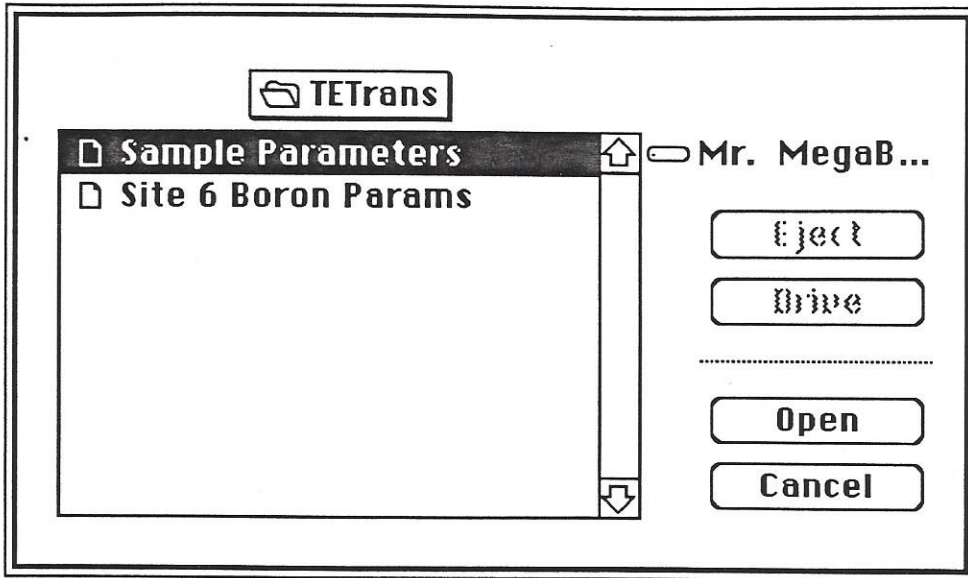 TETrans
Sample Parameters
Site 6 Boron Params
Mr. MegaB...
Eject
Drive
Open
Cancel